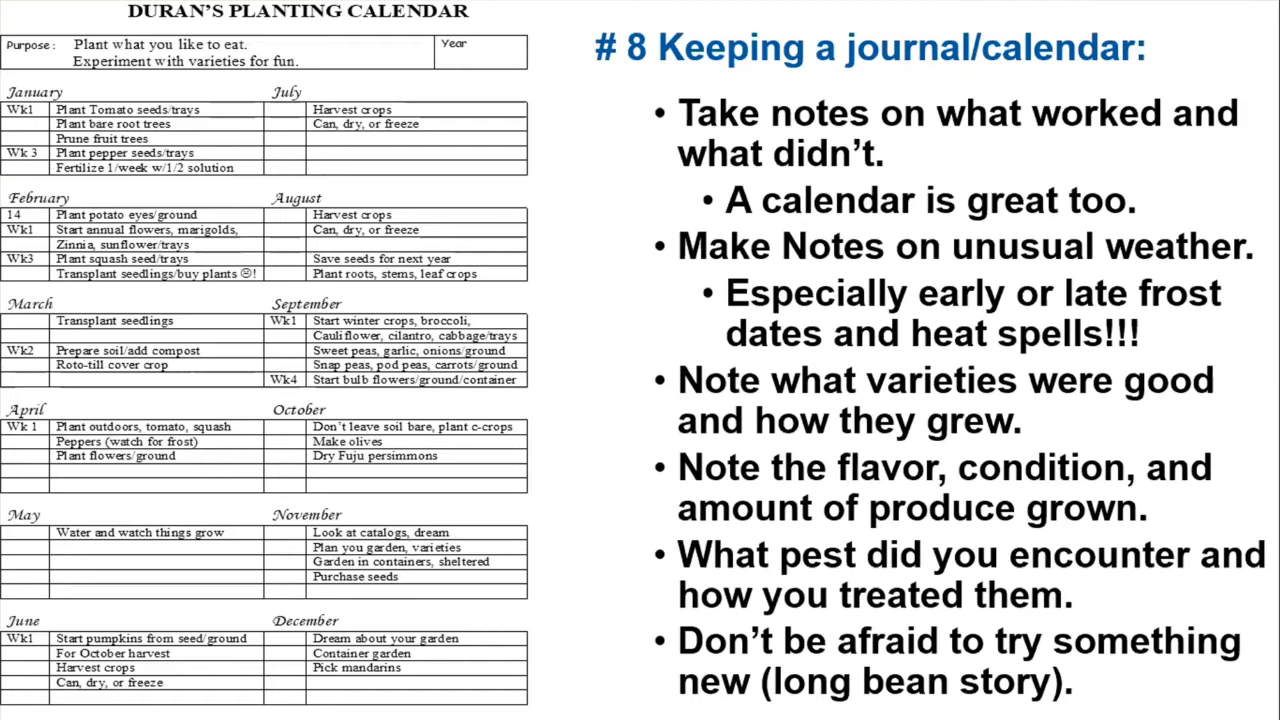 DURAN'S PLANTING CALENDAR
Purpose : Plant what you like to eat.
Experiment with varieties for fun.
Year
January
Wk1 Plant Tomato seeds/trays
Plant bare root trees
Prune fruit trees
Wk 3 Plant pepper seeds/trays
Fertilize 1/week w/1/2 solution
February
14 Plant potato eyes/ground
Wk1 Start annual flowers, marigolds,
Zinnia, sunflower/trays
Wk3 Plant squash seed/trays
Transplant seedlings/buy plants ☹!
March
Transplant seedlings
Wk2 Prepare soil/add compost
Roto-till cover crop
April
Wk 1 Plant outdoors, tomato, squash
Peppers (watch for frost)
Plant flowers/ground
May
Water and watch things grow
June
Wk1 Start pumpkins from seed/ground
For October harvest
Harvest crops
Can, dry, or freeze
July
Harvest crops
Can, dry, or freeze
August
Harvest crops
Can, dry, or freeze
Save seeds for next year
Plant roots, stems, leaf crops
September
Wk1 Start winter crops, broccoli,
Cauliflower, cilantro, cabbage/trays
Sweet peas, garlic, onions/ground
Snap peas, pod peas, carrots/ground
Wk4 Start bulb flowers/ground/container
October
Don't leave soil bare, plant c-crops
Make olives
Dry Fuju persimmons
November
Look at catalogs, dream
Plan you garden, varieties
Garden in containers, sheltered
Purchase seeds
December
Dream about your garden
Container garden
Pick mandarins
# 8 Keeping a journal/calendar:
• Take notes on what worked and
what didn't.
• A calendar is great too.
• Make Notes on unusual weather.
• Especially early or late frost
dates and heat spells!!!
• Note what varieties were good
and how they grew.
• Note the flavor, condition, and
amount of produce grown.
• What pest did you encounter and
how you treated them.
• Don't be afraid to try something
new (long bean story).